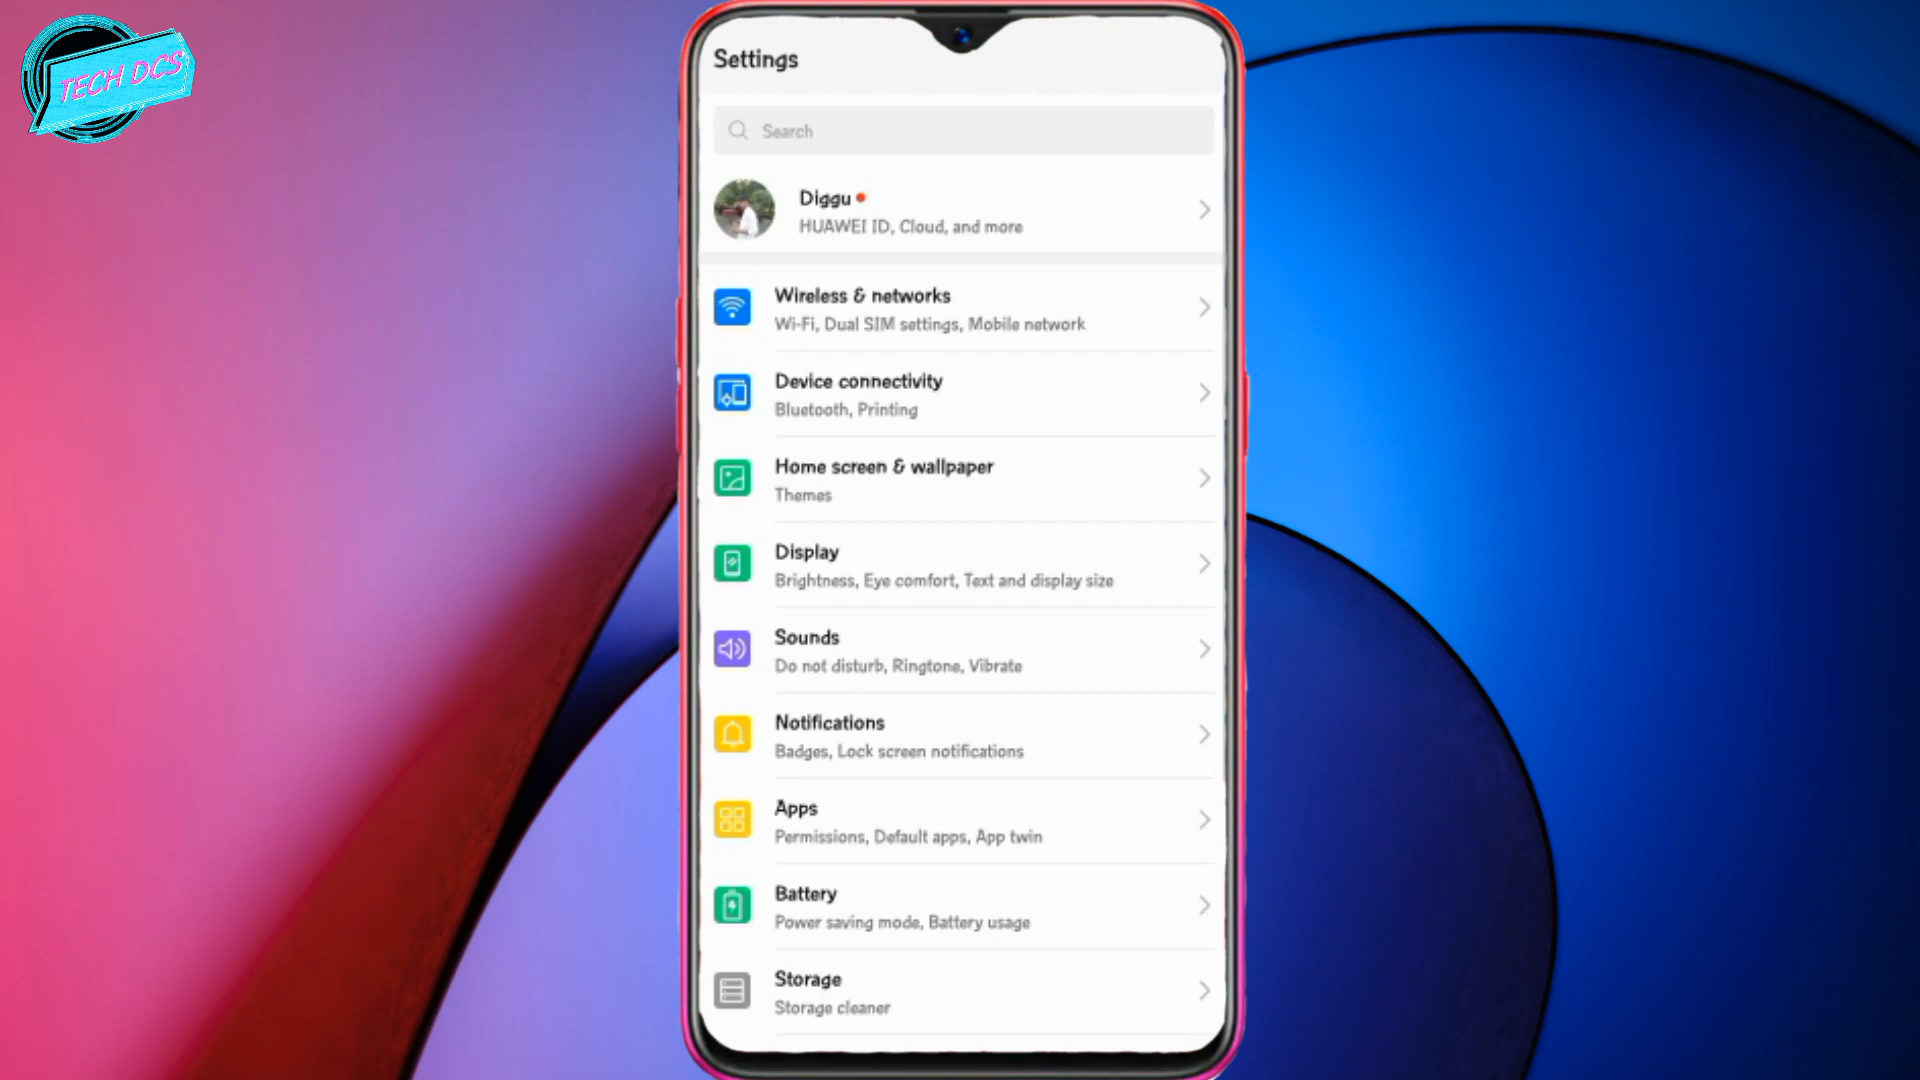 TECH DCS
Settings
Search
Diggu
HUAWEI ID, Cloud, and more
Wireless & networks
Wi-Fi, Dual SIM settings, Mobile network
Device connectivity
Bluetooth, Printing
Home screen & wallpaper
Themes
Display
Brightness, Eye comfort, Text and display size
Sounds
Do not disturb, Ringtone, Vibrate
Notifications
Badges, Lock screen notifications
Apps
Permissions, Default apps, App twin
Battery
Power saving mode, Battery usage
Storage
Storage cleaner